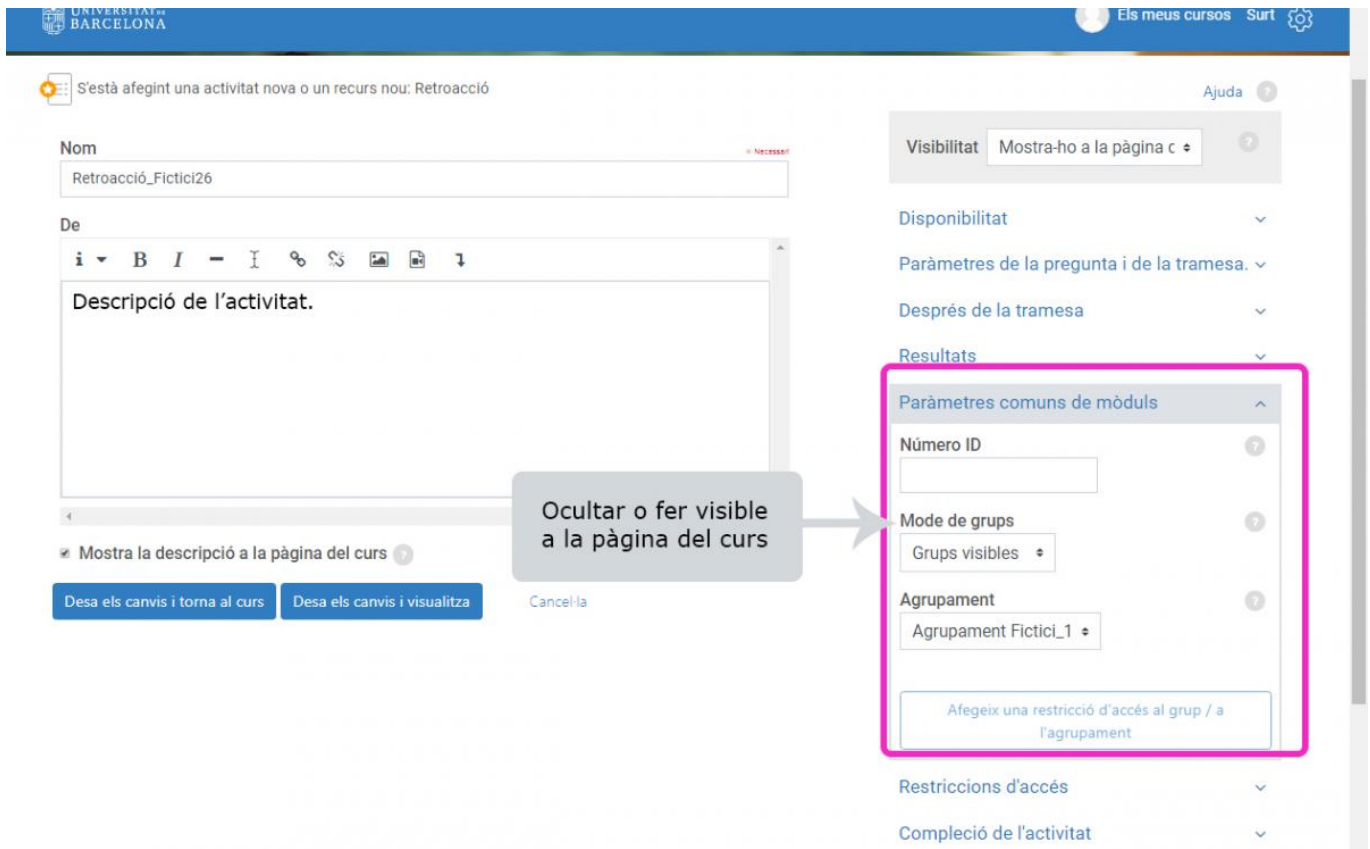 UNIVERSITAT DE
BARCELONA
Els meus cursos Surt
S'està afegint una activitat nova o un recurs nou: Retroacció
Ajuda
Nom
Necessari
Retroacció_Fictici26
De
i B I
Descripció de l'activitat.
Mostra la descripció a la pàgina del curs
Desa els canvis i torna al curs Desa els canvis i visualitza Cancel·la
Ocultar o fer visible
a la pàgina del curs
Visibilitat Mostra-ho a la pàgina c
Disponibilitat
Paràmetres de la pregunta i de la tramesa.
Després de la tramesa
Resultats
Paràmetres comuns de mòduls
Número ID
Mode de grups
Grups visibles
Agrupament
Agrupament Fictici_1
Afegeix una restricció d'accés al grup / a
l'agrupament
Restriccions d'accés
Compleció de l'activitat